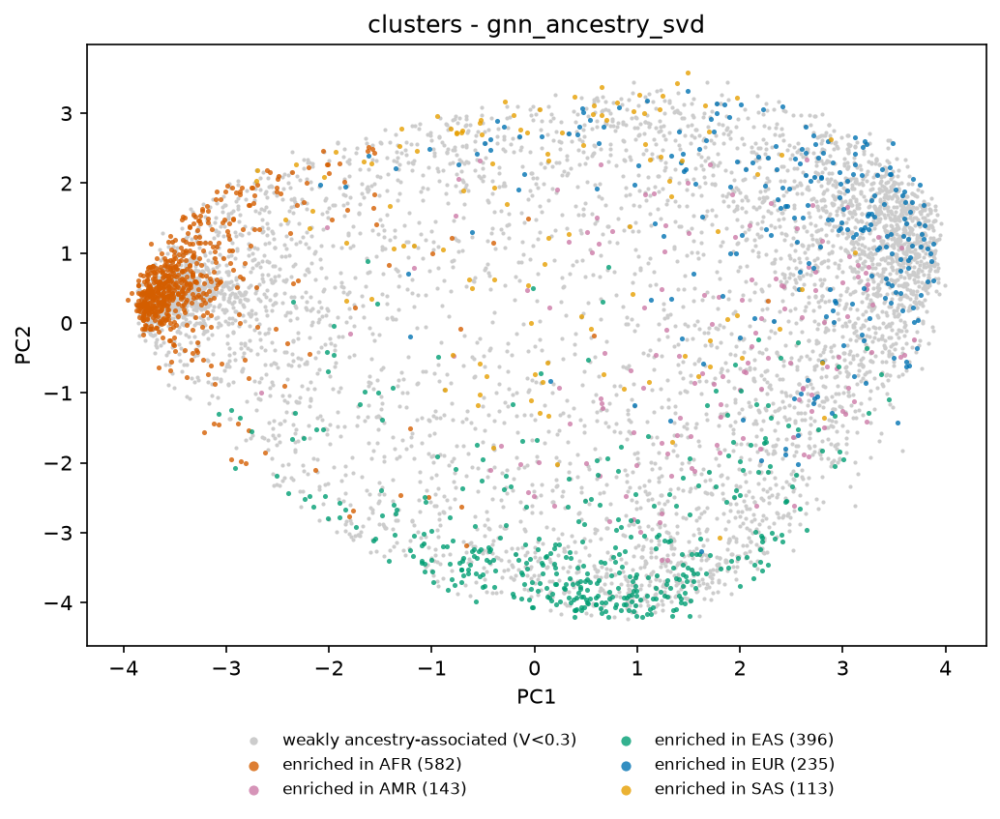 clusters - gnn_ancestry_svd
3
2
1
0
−1
−2
−3
−4
PC2
−4 −3 −2 −1 0 1 2 3 4
PC1
weakly ancestry-associated (V<0.3)
enriched in AFR (582)
enriched in AMR (143)
enriched in EAS (396)
enriched in EUR (235)
enriched in SAS (113)